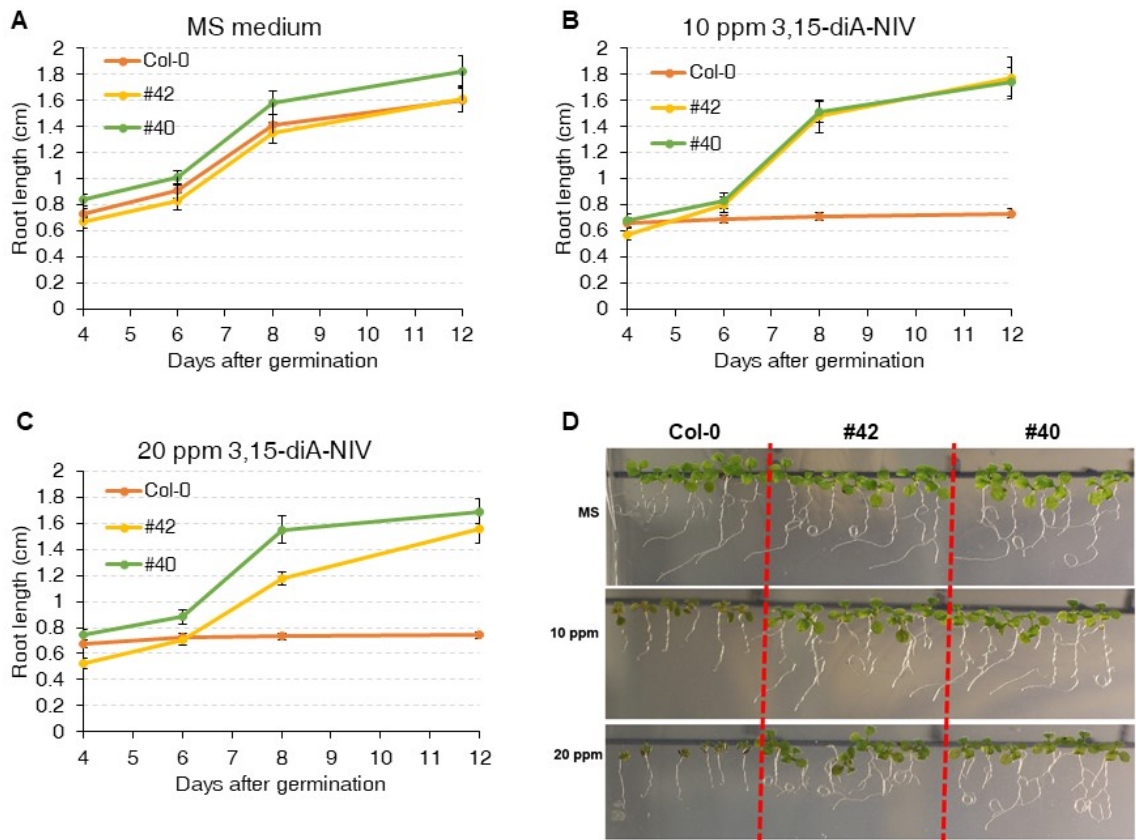 A
MS medium
2
1.8
1.6
1.4
1.2
1
0.8
0.6
0.4
0.2
0
Root length (cm)
Col-0
#42
#40
4 5 6 7 8 9 10 11 12
Days after germination
B
10 ppm 3,15-diA-NIV
2
1.8
1.6
1.4
1.2
1
0.8
0.6
0.4
0.2
0
Root length (cm)
Col-0
#42
#40
4 5 6 7 8 9 10 11 12
Days after germination
C
20 ppm 3,15-diA-NIV
2
1.8
1.6
1.4
1.2
1
0.8
0.6
0.4
0.2
0
Root length (cm)
Col-0
#42
#40
4 5 6 7 8 9 10 11 12
Days after germination
D
Col-0 #42 #40
MS
10 ppm
20 ppm